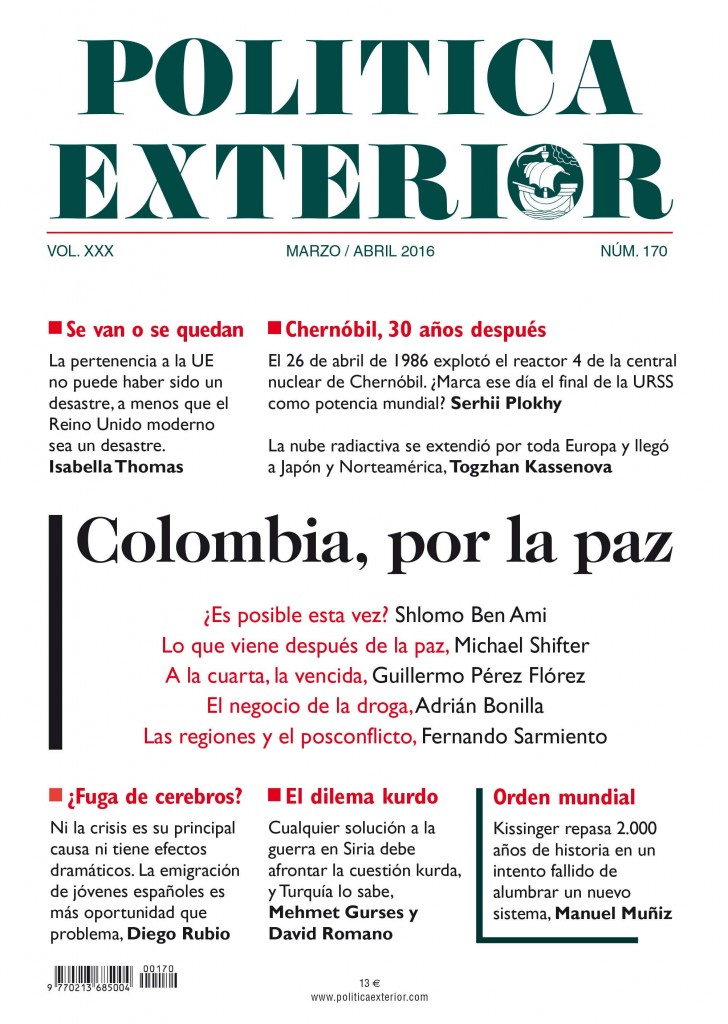 POLITICA
EXTERIOR
VOL. XXX MARZO / ABRIL 2016 NÚM. 170
Se van o se quedan
La pertenencia a la UE
no puede haber sido un
desastre, a menos que el
Reino Unido moderno
sea un desastre.
Isabella Thomas
Chernóbil, 30 años después
El 26 de abril de 1986 explotó el reactor 4 de la central
nuclear de Chernóbil. ¿Marca ese día el final de la URSS
como potencia mundial? Serhii Plokhy
La nube radiactiva se extendió por toda Europa y llegó
a Japón y Norteamérica, Togzhan Kassenova
Colombia, por la paz
¿Es posible esta vez? Shlomo Ben Ami
Lo que viene después de la paz, Michael Shifter
A la cuarta, la vencida, Guillermo Pérez Flórez
El negocio de la droga, Adrián Bonilla
Las regiones y el posconflicto, Fernando Sarmiento
¿Fuga de cerebros?
Ni la crisis es su principal
causa ni tiene efectos
dramáticos. La emigración
de jóvenes españoles es
más oportunidad que
problema, Diego Rubio
El dilema kurdo
Cualquier solución a la
guerra en Siria debe
afrontar la cuestión kurda,
y Turquía lo sabe,
Mehmet Gurses y
David Romano
Orden mundial
Kissinger repasa 2.000
años de historia en un
intento fallido de
alumbrar un nuevo
sistema, Manuel Muñiz
00170
9 770213 685004
13 €
www.politicaexterior.com